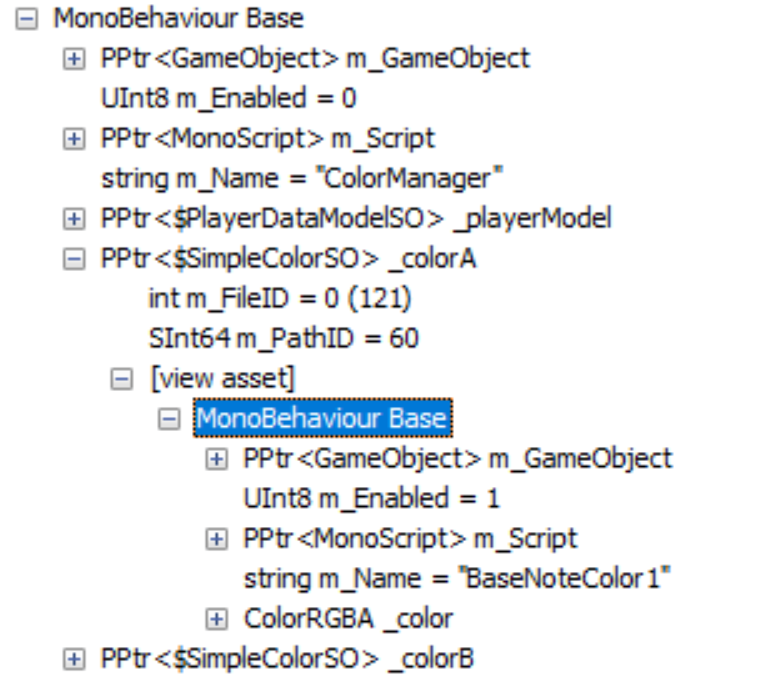 MonoBehaviour Base
PPtr<GameObject> m_GameObject
UInt8 m_Enabled = 0
PPtr<MonoScript> m_Script
string m_Name = "ColorManager"
PPtr<$PlayerDataModelSO> _playerModel
PPtr<$SimpleColorSO> _colorA
int m_FileID = 0 (121)
SInt64 m_PathID = 60
[view asset]
MonoBehaviour Base
PPtr<GameObject> m_GameObject
UInt8 m_Enabled = 1
PPtr<MonoScript> m_Script
string m_Name = "BaseNoteColor1"
ColorRGBA _color
PPtr<$SimpleColorSO> _colorB